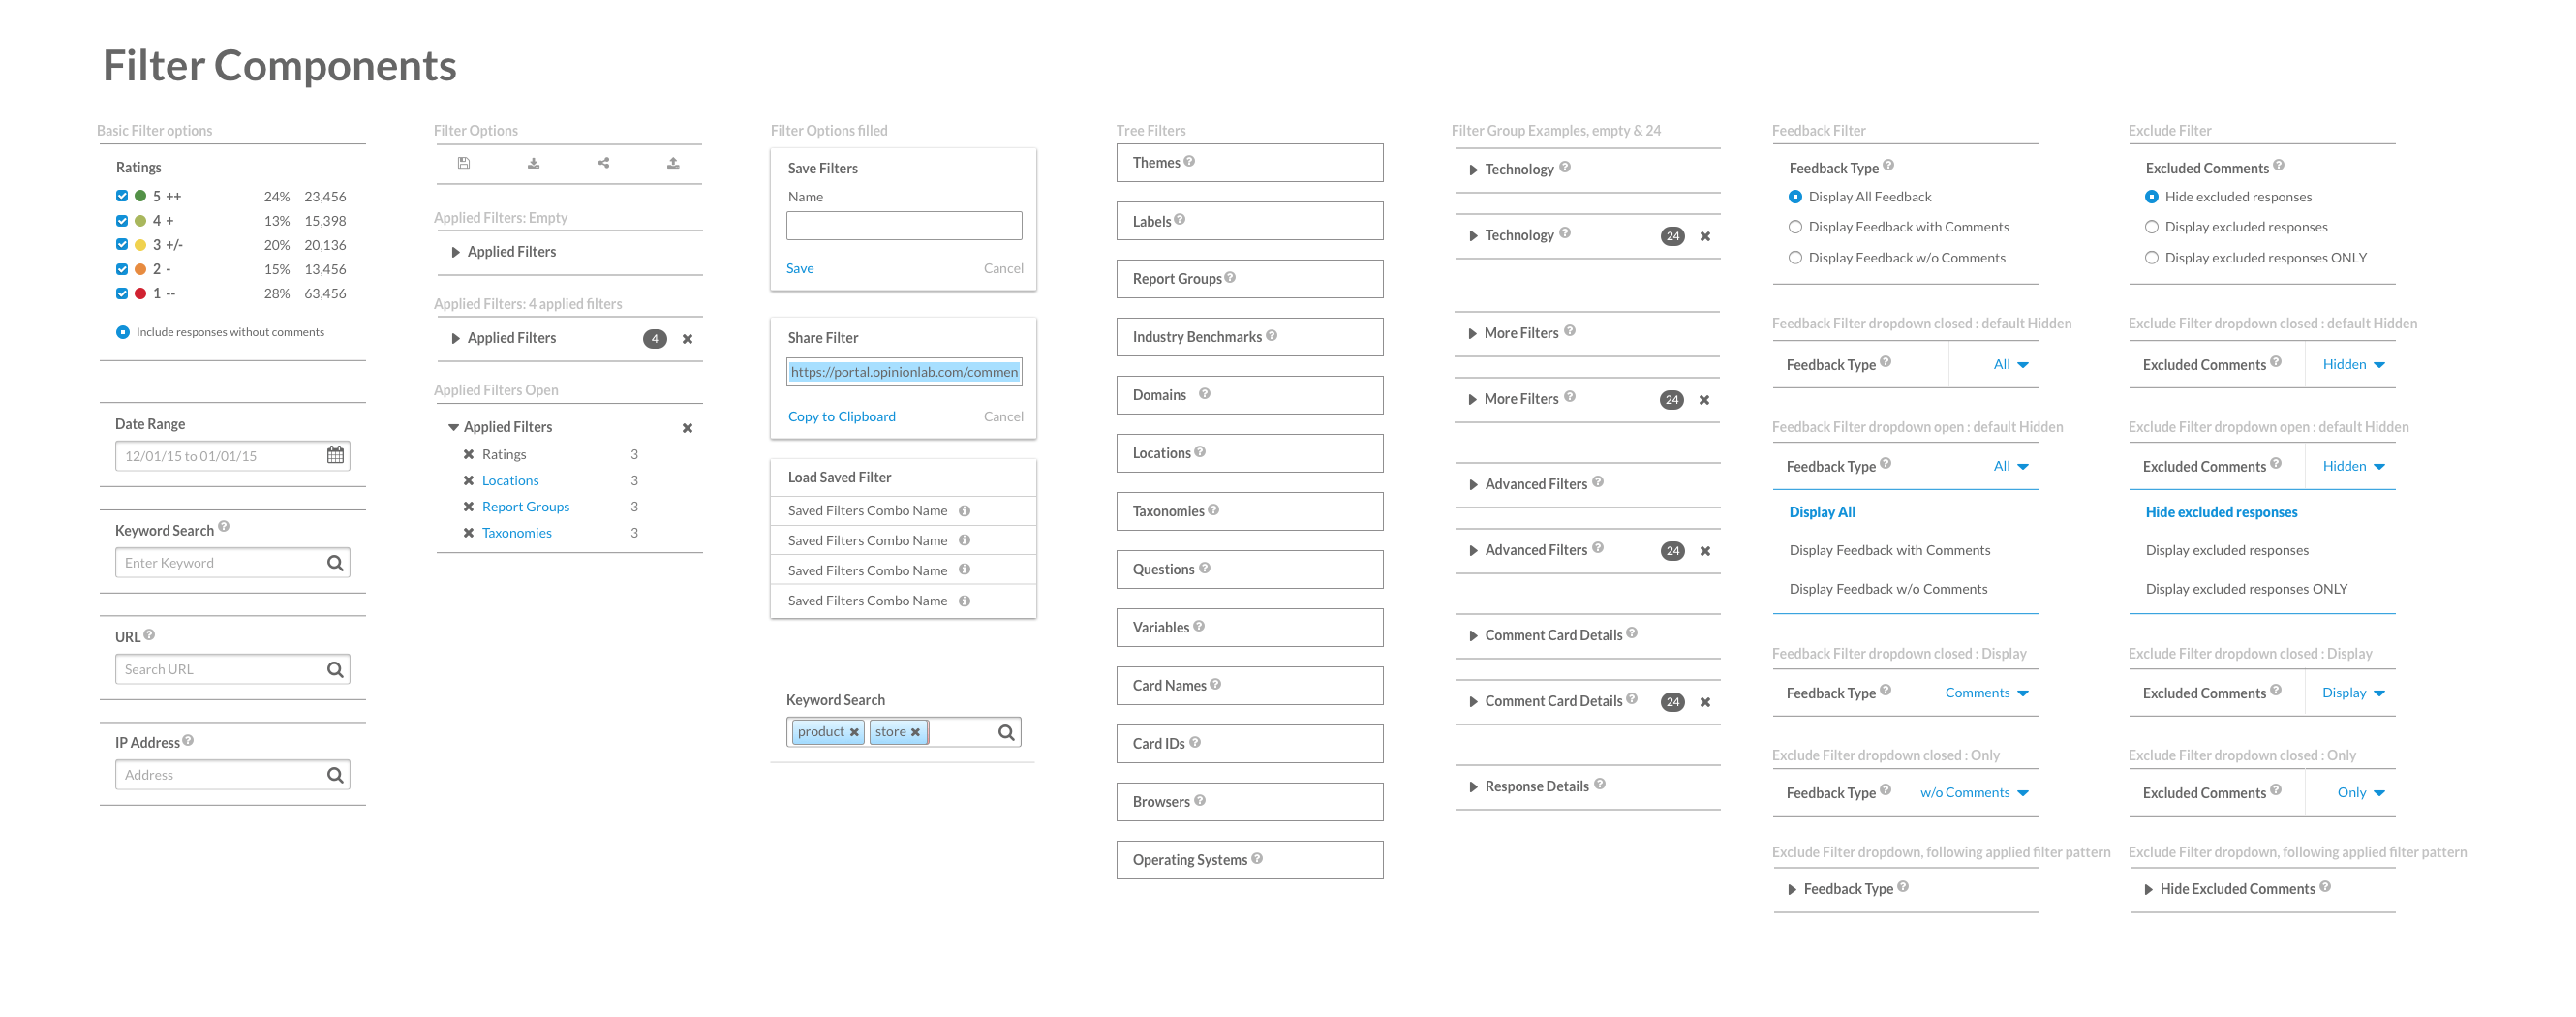 Filter Components
Basic Filter options
Ratings
5 ++ 24% 23,456
4 + 13% 15,398
3 +/- 20% 20,136
2 - 15% 13,456
1 -- 28% 63,456
Include responses without comments
Date Range
12/01/15 to 01/01/15
Keyword Search ?
Enter Keyword
URL ?
Search URL
IP Address ?
Address
Filter Options
Applied Filters: Empty
Applied Filters
Applied Filters: 4 applied filters
Applied Filters 4
Applied Filters Open
Applied Filters
Ratings 3
Locations 3
Report Groups 3
Taxonomies 3
Filter Options filled
Save Filters
Name
Save Cancel
Share Filter
https://portal.opinionlab.com/commen
Copy to Clipboard Cancel
Load Saved Filter
Saved Filters Combo Name
Saved Filters Combo Name
Saved Filters Combo Name
Saved Filters Combo Name
Keyword Search
product store
Tree Filters
Themes ?
Labels ?
Report Groups ?
Industry Benchmarks ?
Domains ?
Locations ?
Taxonomies ?
Questions ?
Variables ?
Card Names ?
Card IDs ?
Browsers ?
Operating Systems ?
Filter Group Examples, empty & 24
Technology ?
Technology ? 24
More Filters ?
More Filters ? 24
Advanced Filters ?
Advanced Filters ? 24
Comment Card Details ?
Comment Card Details ? 24
Response Details ?
Feedback Filter
Feedback Type ?
Display All Feedback
Display Feedback with Comments
Display Feedback w/o Comments
Feedback Filter dropdown closed : default Hidden
Feedback Type ? All
Feedback Filter dropdown open : default Hidden
Feedback Type ? All
Display All
Display Feedback with Comments
Display Feedback w/o Comments
Feedback Filter dropdown closed : Display
Feedback Type ? Comments
Exclude Filter dropdown closed : Only
Feedback Type ? w/o Comments
Exclude Filter dropdown, following applied filter pattern
Feedback Type ?
Exclude Filter
Excluded Comments ?
Hide excluded responses
Display excluded responses
Display excluded responses ONLY
Exclude Filter dropdown closed : default Hidden
Excluded Comments ? Hidden
Exclude Filter dropdown open : default Hidden
Excluded Comments ? Hidden
Hide excluded responses
Display excluded responses
Display excluded responses ONLY
Exclude Filter dropdown closed : Display
Excluded Comments ? Display
Exclude Filter dropdown closed : Only
Excluded Comments ? Only
Exclude Filter dropdown, following applied filter pattern
Hide Excluded Comments ?